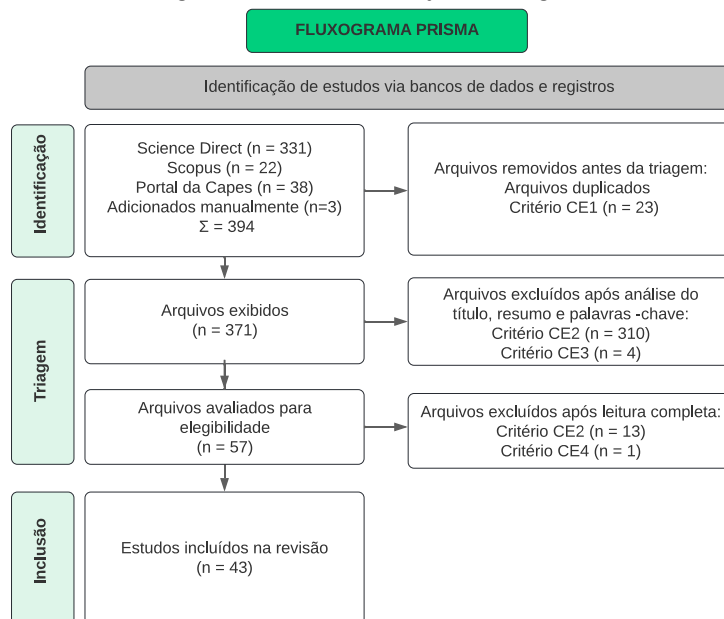 FLUXOGRAMA PRISMA
Identificação de estudos via bancos de dados e registros
Identificação
Science Direct (n = 331)
Scopus (n = 22)
Portal da Capes (n = 38)
Adicionados manualmente (n=3)
Σ = 394
Arquivos removidos antes da triagem:
Arquivos duplicados
Critério CE1 (n = 23)
Triagem
Arquivos exibidos
(n = 371)
Arquivos excluídos após análise do
título, resumo e palavras -chave:
Critério CE2 (n = 310)
Critério CE3 (n = 4)
Arquivos avaliados para
elegibilidade
(n = 57)
Arquivos excluídos após leitura completa:
Critério CE2 (n = 13)
Critério CE4 (n = 1)
Inclusão
Estudos incluídos na revisão
(n = 43)